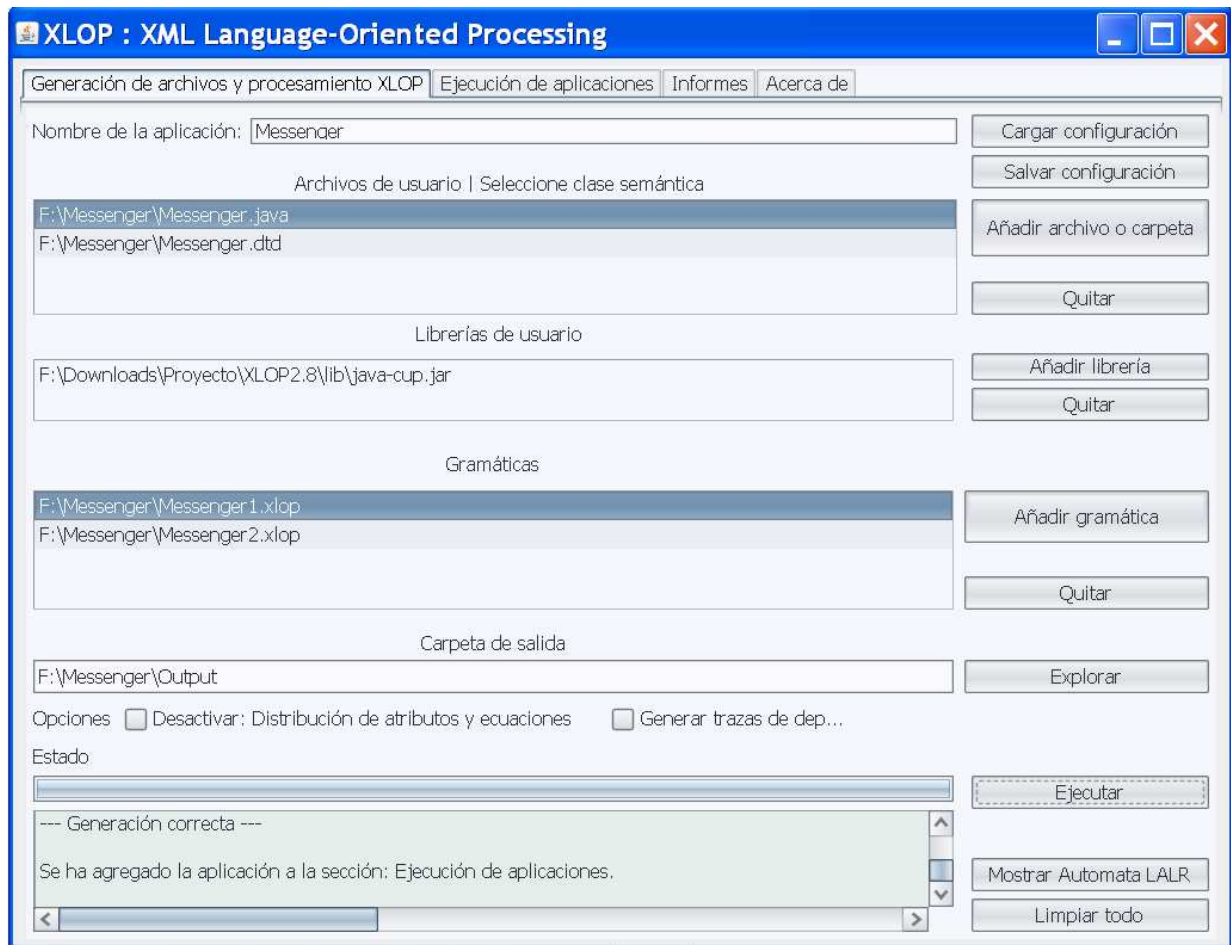 XLOP : XML Language-Oriented Processing
Generación de archivos y procesamiento XLOP Ejecución de aplicaciones Informes Acerca de
Nombre de la aplicación: Messenger Cargar configuración
Salvar configuración
Archivos de usuario | Seleccione clase semántica
F:\Messenger\Messenger.java
Añadir archivo o carpeta
F:\Messenger\Messenger.dtd
Quitar
Librerías de usuario
F:\Downloads\Proyecto\XLOP2.8\lib\java-cup.jar
Añadir librería
Quitar
Gramáticas
F:\Messenger\Messenger1.xlop
Añadir gramática
F:\Messenger\Messenger2.xlop
Quitar
Carpeta de salida
F:\Messenger\Output Explorar
Opciones Desactivar: Distribución de atributos y ecuaciones Generar trazas de dep...
Estado
Ejecutar
--- Generación correcta ---
Se ha agregado la aplicación a la sección: Ejecución de aplicaciones.
Mostrar Automata LALR
Limpiar todo